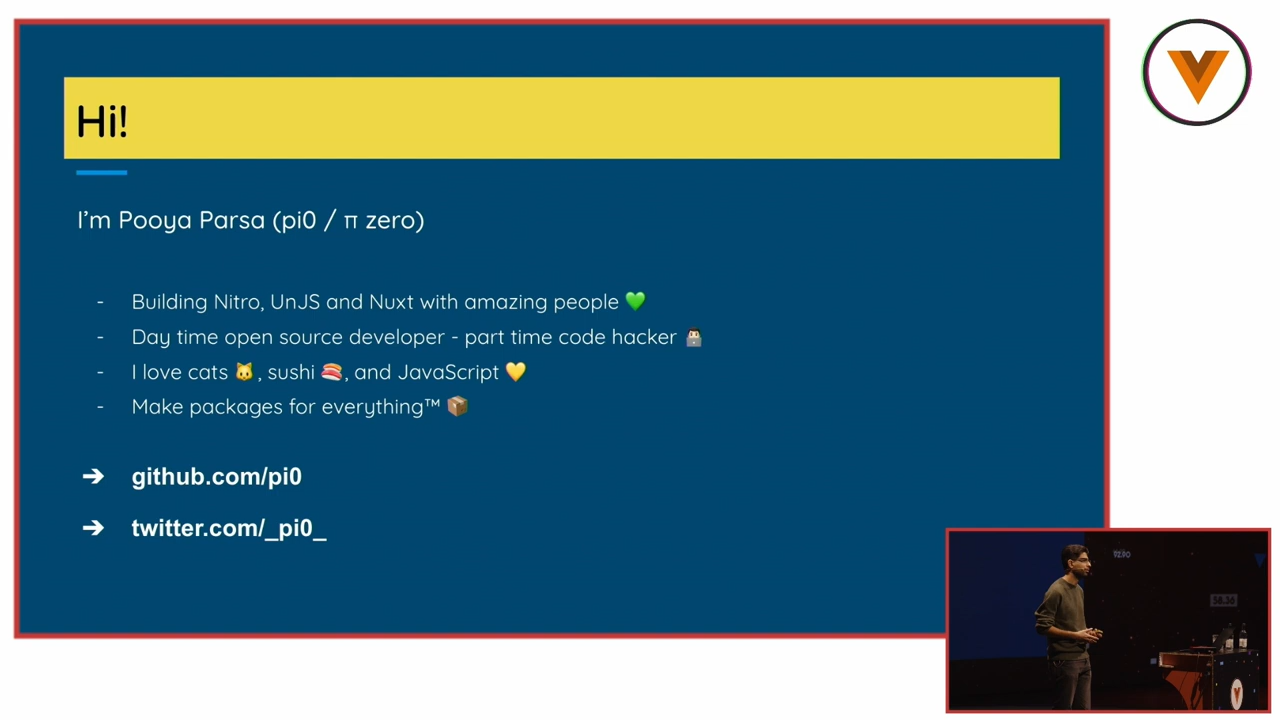 Hi!
I’m Pooya Parsa (pi0 / π zero)
- Building Nitro, UnJS and Nuxt with amazing people 💚
- Day time open source developer - part time code hacker 👨🏻‍💻
- I love cats 🐱, sushi 🍣, and JavaScript 💛
- Make packages for everything™ 📦
➔ github.com/pi0
➔ twitter.com/_pi0_